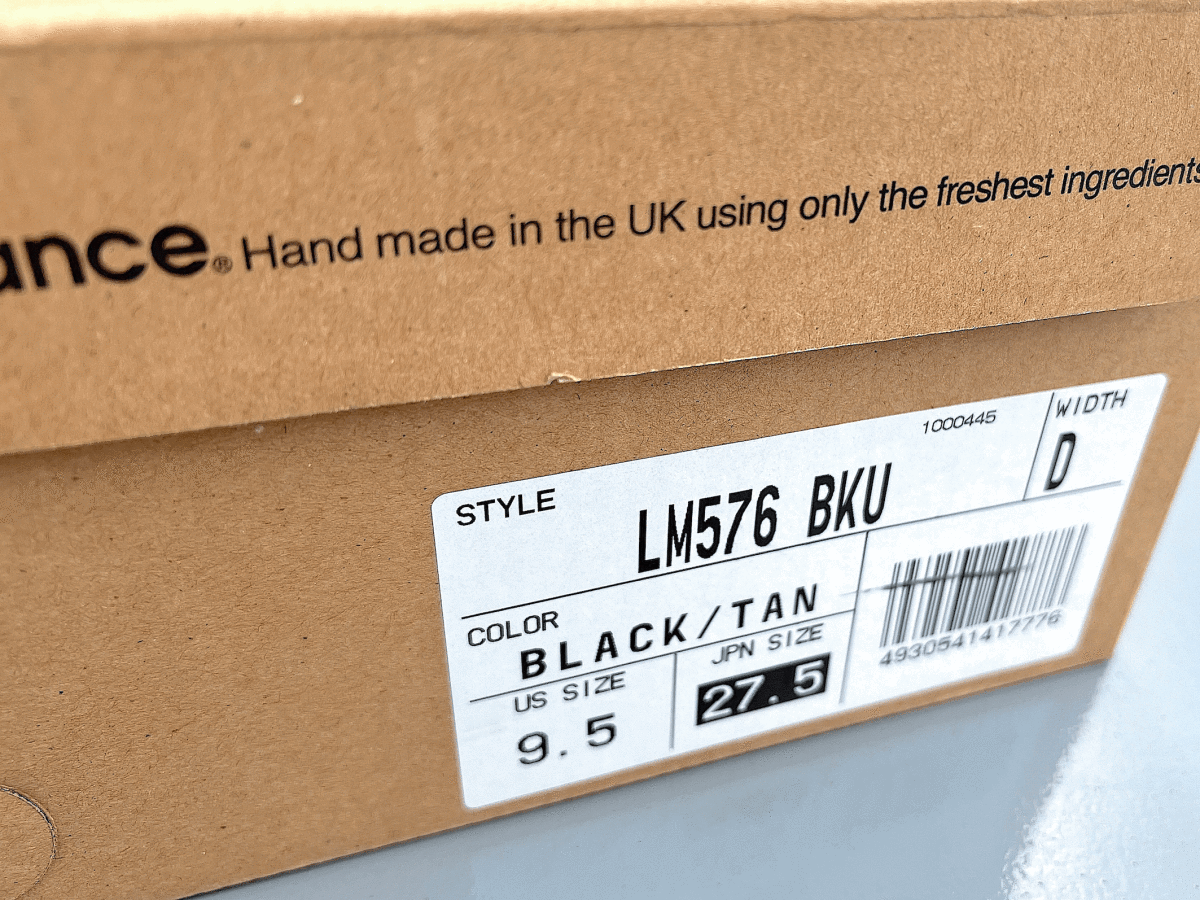 ance® Hand made in the UK using only the freshest ingredients
1000445
STYLE
LM576 BKU
WIDTH
D
COLOR
BLACK/TAN
US SIZE
9.5
JPN SIZE
27.5
4930541417776